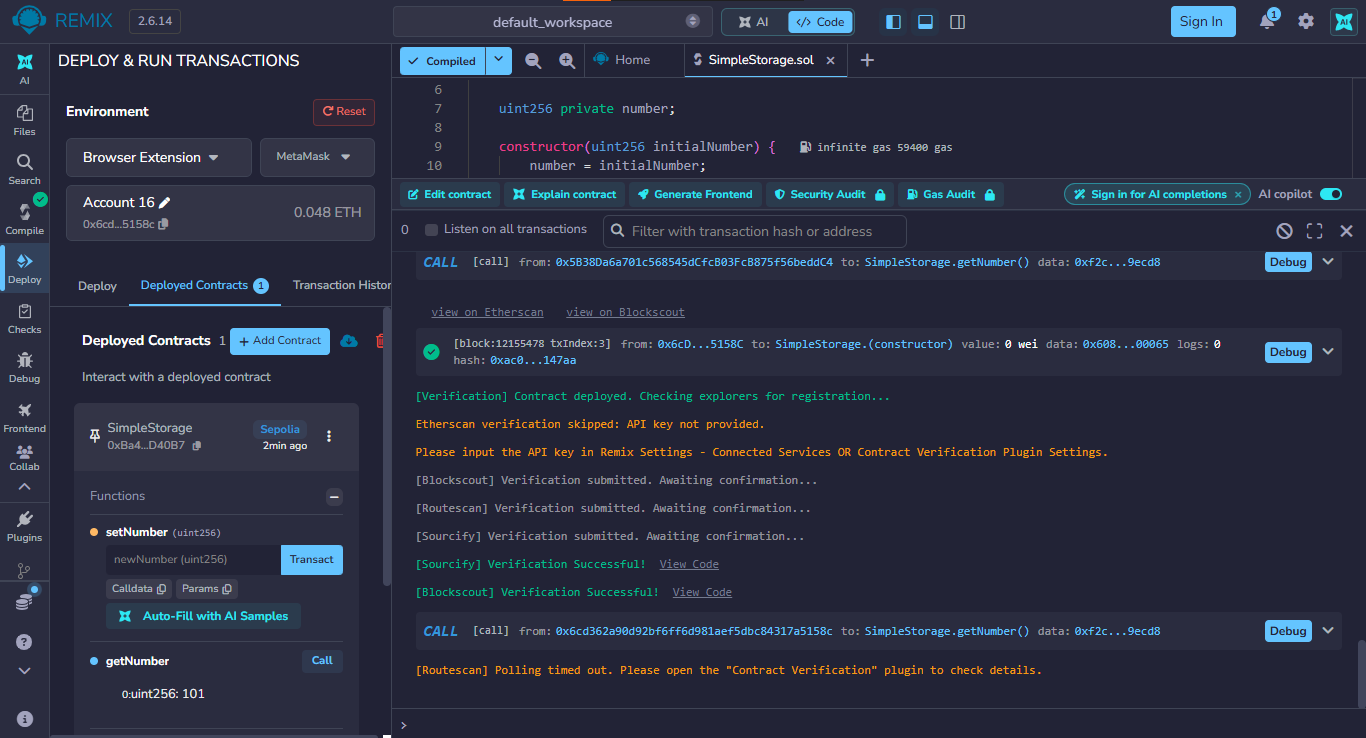 REMIX 2.6.14 default_workspace AI Code Sign In 1 AI
AI
Files
Search
Compile
Deploy
Checks
Debug
Frontend
Collab
Plugins
DEPLOY & RUN TRANSACTIONS
Environment Reset
Browser Extension MetaMask
Account 16 0.048 ETH
0x6cd...5158c
Deploy Deployed Contracts 1 Transaction Histor
Deployed Contracts 1 + Add Contract
Interact with a deployed contract
SimpleStorage Sepolia
0xBa4...D40B7 2min ago
Functions
setNumber (uint256)
newNumber (uint256) Transact
Calldata Params
Auto-Fill with AI Samples
getNumber Call
0:uint256: 101
Compiled Home SimpleStorage.sol
6
7 uint256 private number;
8
9 constructor(uint256 initialNumber) { infinite gas 59400 gas
10 number = initialNumber;
Edit contract Explain contract Generate Frontend Security Audit Gas Audit Sign in for AI completions × AI copilot
0 Listen on all transactions Filter with transaction hash or address
CALL [call] from: 0x5B38Da6a701c568545dCfcB03FcB875f56beddC4 to: SimpleStorage.getNumber() data: 0xf2c...9ecd8 Debug
view on Etherscan view on Blockscout
[block:12155478 txIndex:3] from: 0x6cD...5158C to: SimpleStorage.(constructor) value: 0 wei data: 0x608...00065 logs: 0 Debug
hash: 0xac0...147aa
[Verification] Contract deployed. Checking explorers for registration...
Etherscan verification skipped: API key not provided.
Please input the API key in Remix Settings - Connected Services OR Contract Verification Plugin Settings.
[Blockscout] Verification submitted. Awaiting confirmation...
[Routescan] Verification submitted. Awaiting confirmation...
[Sourcify] Verification submitted. Awaiting confirmation...
[Sourcify] Verification Successful! View Code
[Blockscout] Verification Successful! View Code
CALL [call] from: 0x6cd362a90d92bf6ff6d981aef5dbc84317a5158c to: SimpleStorage.getNumber() data: 0xf2c...9ecd8 Debug
[Routescan] Polling timed out. Please open the "Contract Verification" plugin to check details.
>